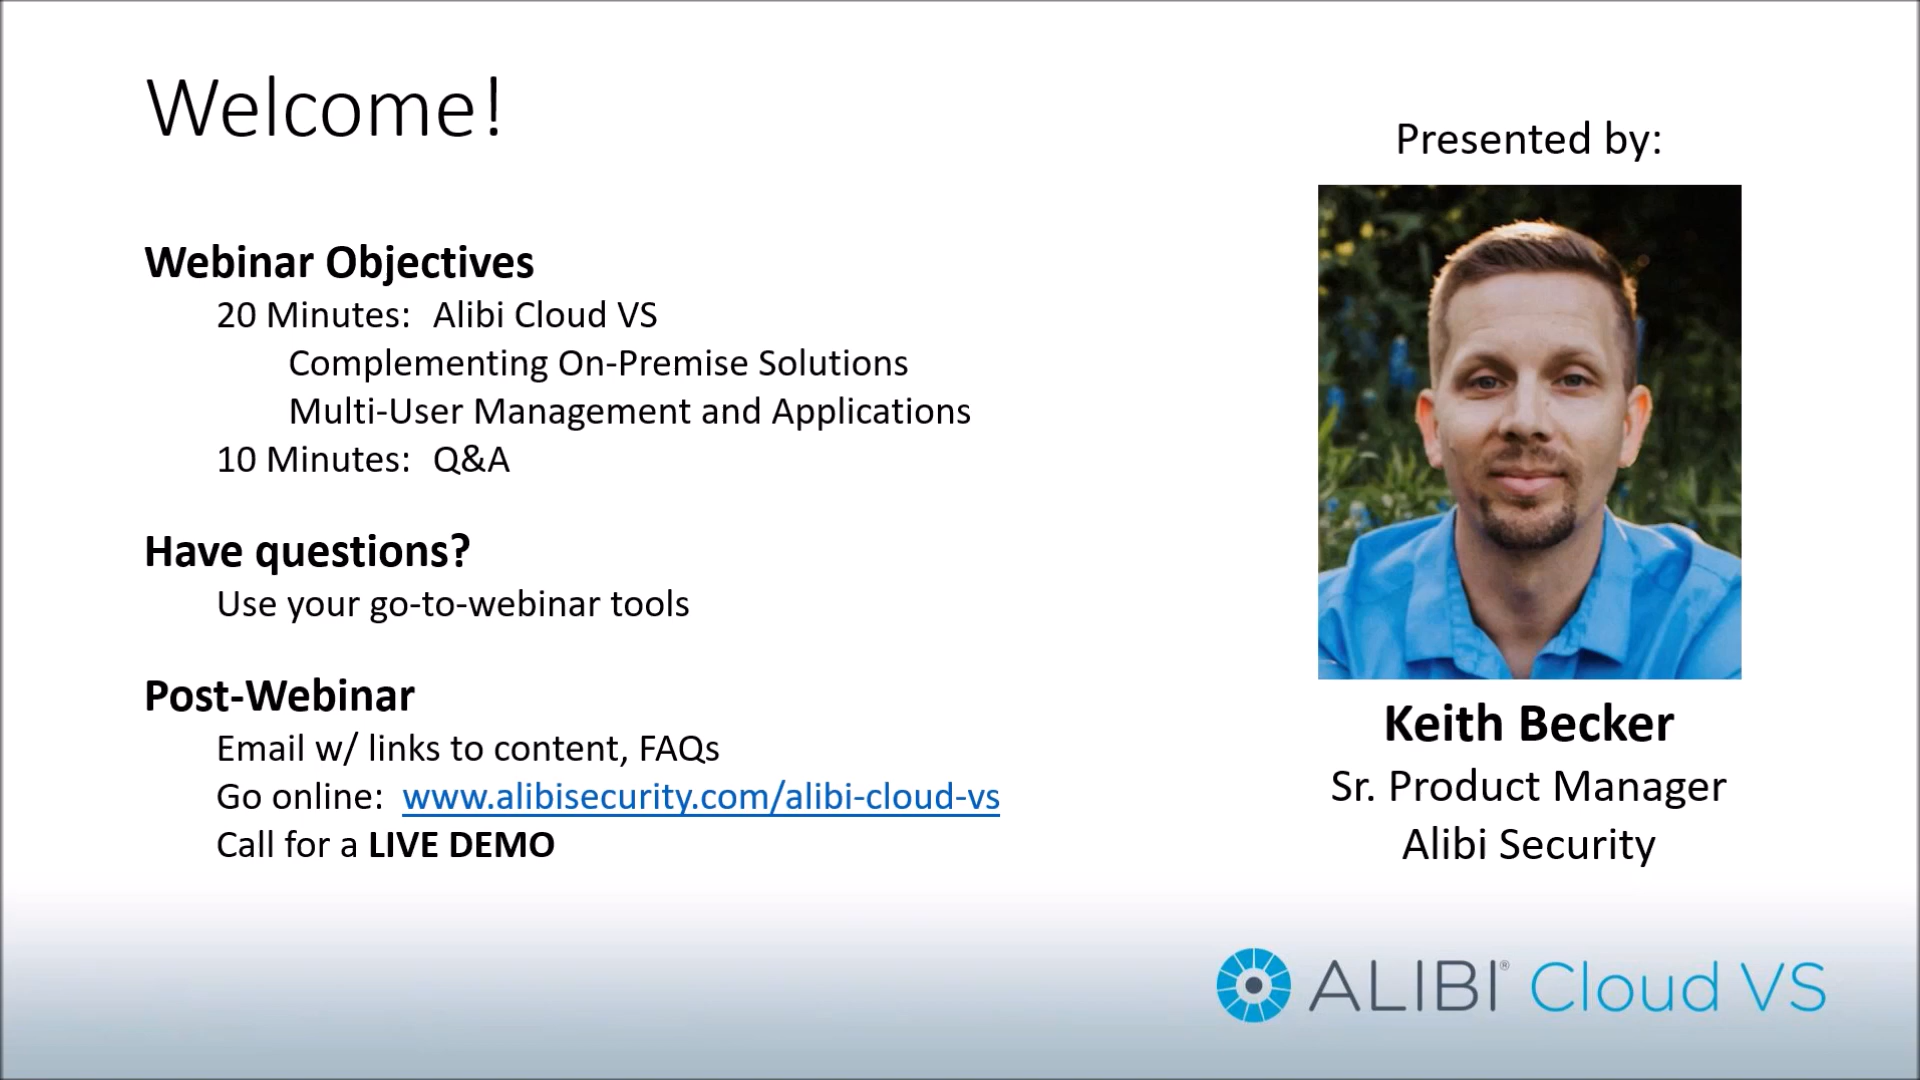 Welcome!
Webinar Objectives
20 Minutes: Alibi Cloud VS
Complementing On-Premise Solutions
Multi-User Management and Applications
10 Minutes: Q&A
Have questions?
Use your go-to-webinar tools
Post-Webinar
Email w/ links to content, FAQs
Go online: www.alibisecurity.com/alibi-cloud-vs
Call for a LIVE DEMO
Presented by:
Keith Becker
Sr. Product Manager
Alibi Security
ALIBI® Cloud VS